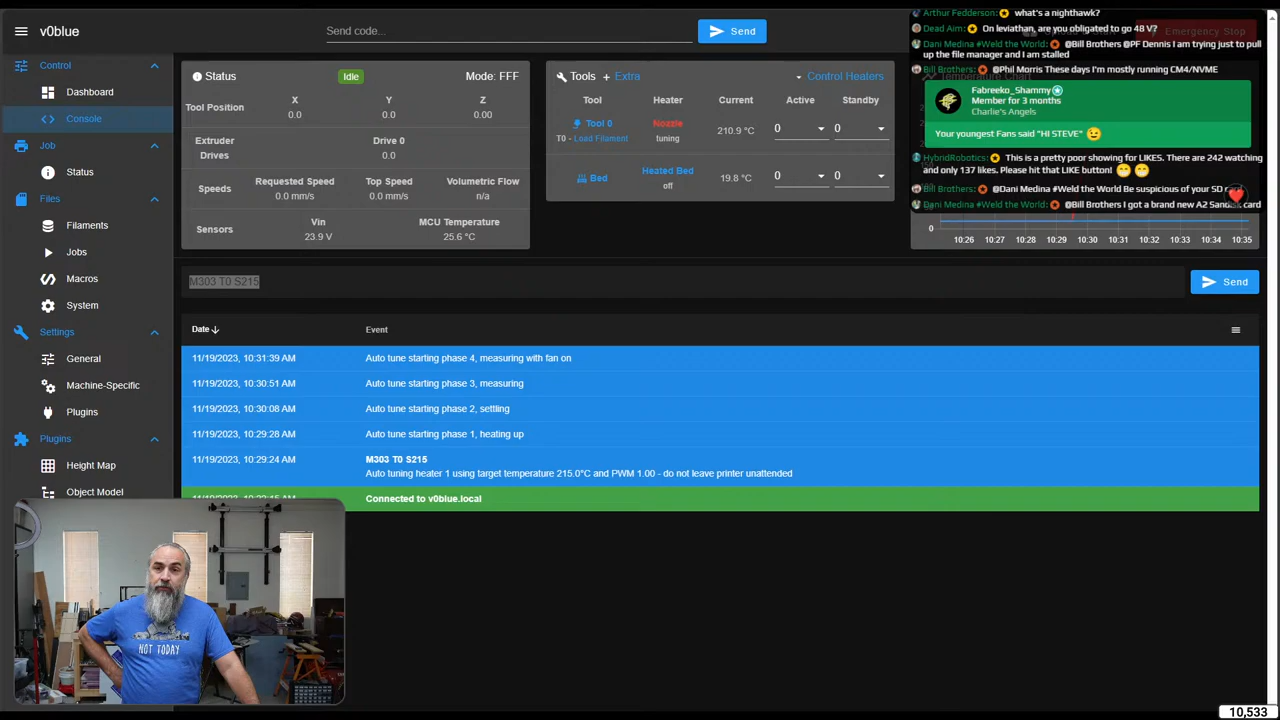 v0blue
Send code...
Send
Emergency Stop
Control
Dashboard
Console
Job
Status
Files
Filaments
Jobs
Macros
System
Settings
General
Machine-Specific
Plugins
Plugins
Height Map
Object Model
Status
Idle
Mode: FFF
Tool Position
X
Y
Z
0.0
0.0
0.00
Extruder
Drives
Drive 0
0.0
Speeds
Requested Speed
Top Speed
Volumetric Flow
0.0 mm/s
0.0 mm/s
n/a
Sensors
Vin
MCU Temperature
23.9 V
25.6 °C
Tools + Extra
Control Heaters
Tool
Heater
Current
Active
Standby
Tool 0
T0 - Load Filament
Nozzle
tuning
210.9 °C
0
0
Bed
Heated Bed
off
19.8 °C
0
0
Temperature Chart
Arthur Fedderson: what's a nighthawk?
Dead Aim: On leviathan, are you obligated to go 48 V?
Dani Medina #Weld the World: @Bill Brothers @PF Dennis I am trying just to pull
up the file manager and I am stalled
Bill Brothers: @Phil Morris These days I'm mostly running CM4/NVME
Fabreeko_Shammy
Member for 3 months
Charlie's Angels
Your youngest Fans said "HI STEVE"
HybridRobotics: This is a pretty poor showing for LIKES. There are 242 watching
and only 137 likes. Please hit that LIKE button!
Bill Brothers: @Dani Medina #Weld the World Be suspicious of your SD card
Dani Medina #Weld the World: @Bill Brothers I got a brand new A2 Sandisk card
0
10:26 10:27 10:28 10:29 10:30 10:31 10:32 10:33 10:34 10:35
M303 T0 S215
Send
Date
Event
11/19/2023, 10:31:39 AM
Auto tune starting phase 4, measuring with fan on
11/19/2023, 10:30:51 AM
Auto tune starting phase 3, measuring
11/19/2023, 10:30:08 AM
Auto tune starting phase 2, settling
11/19/2023, 10:29:28 AM
Auto tune starting phase 1, heating up
11/19/2023, 10:29:24 AM
M303 T0 S215
Auto tuning heater 1 using target temperature 215.0°C and PWM 1.00 - do not leave printer unattended
Connected to v0blue.local
NOT TODAY
10,533